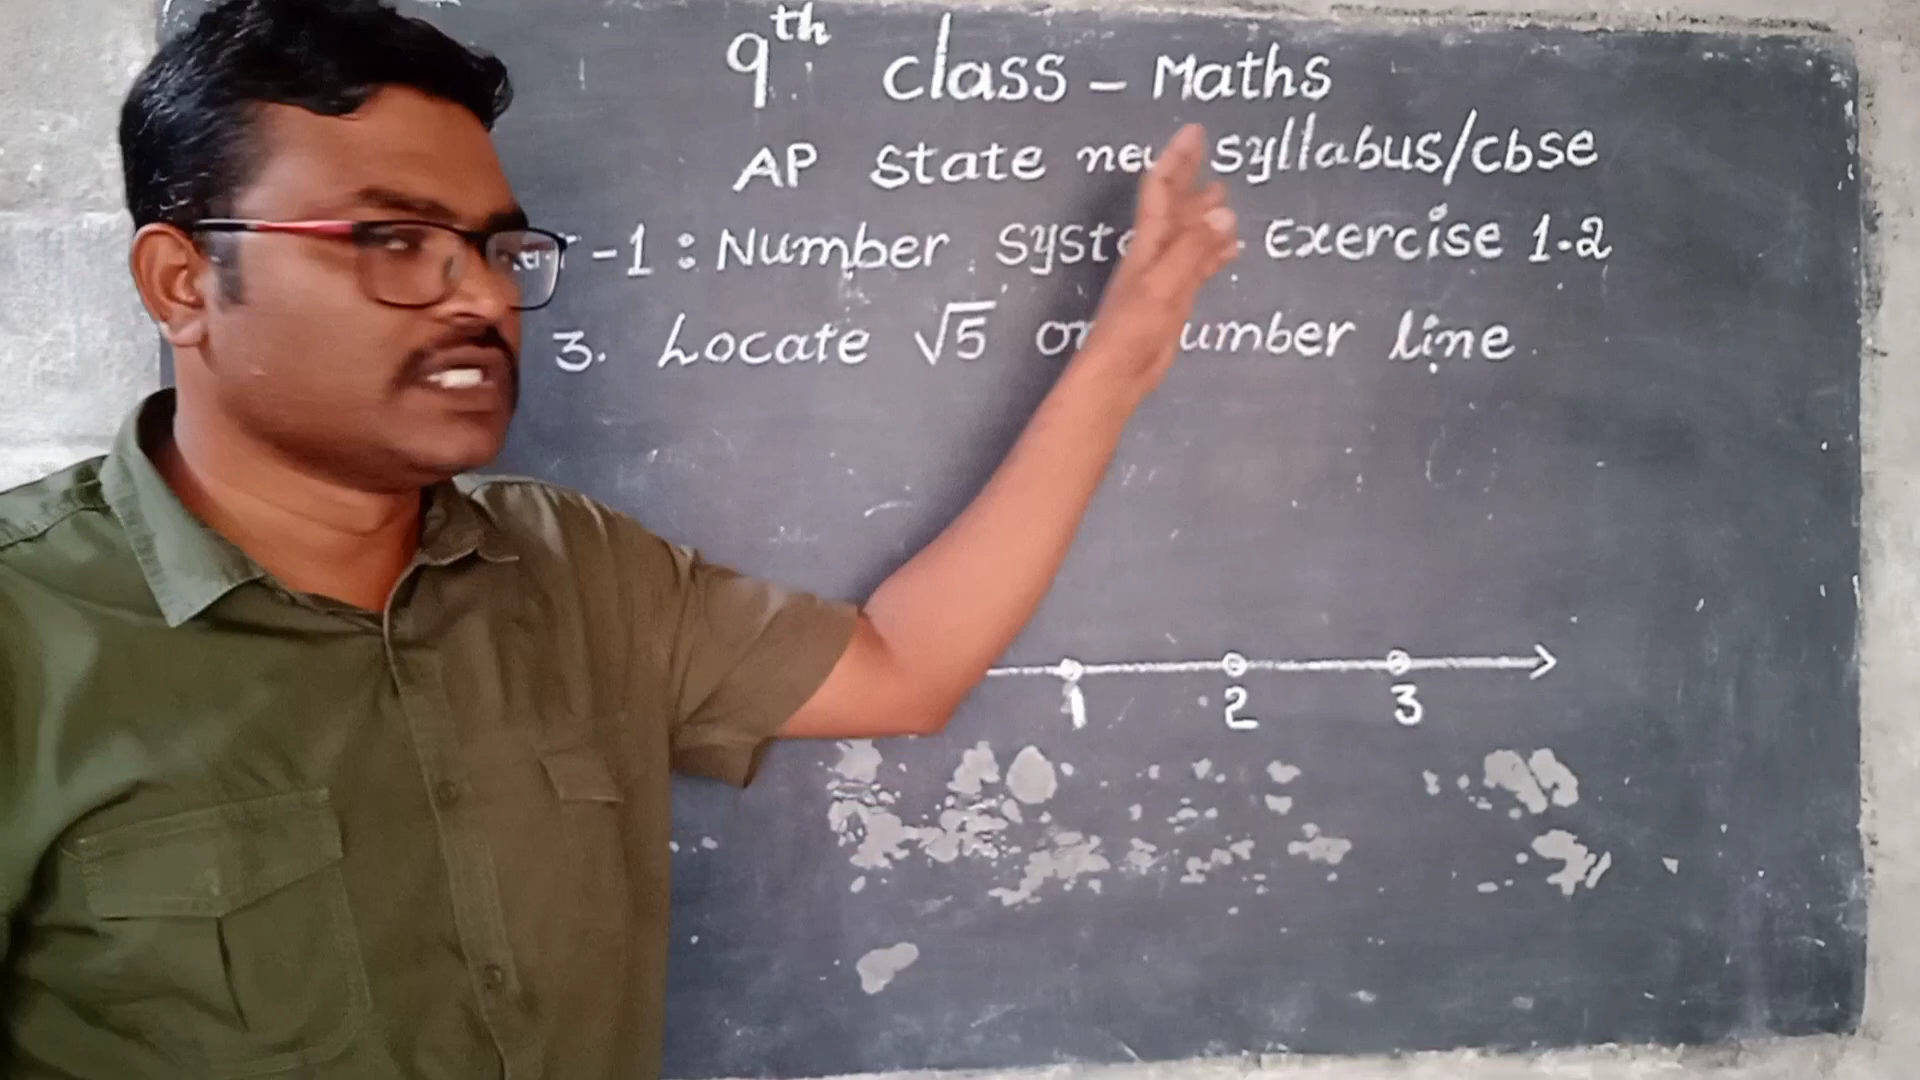 9th class - Maths
AP State new syllabus/cbse
-1: Number Exercise 1.2
3. Locate √5 on number line
1 2 3